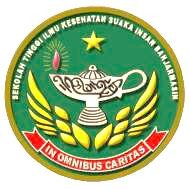 SEKOLAH TINGGI ILMU KESEHATAN SUAKA INSAN BANJARMASIN
IN OMNIBUS CARITAS